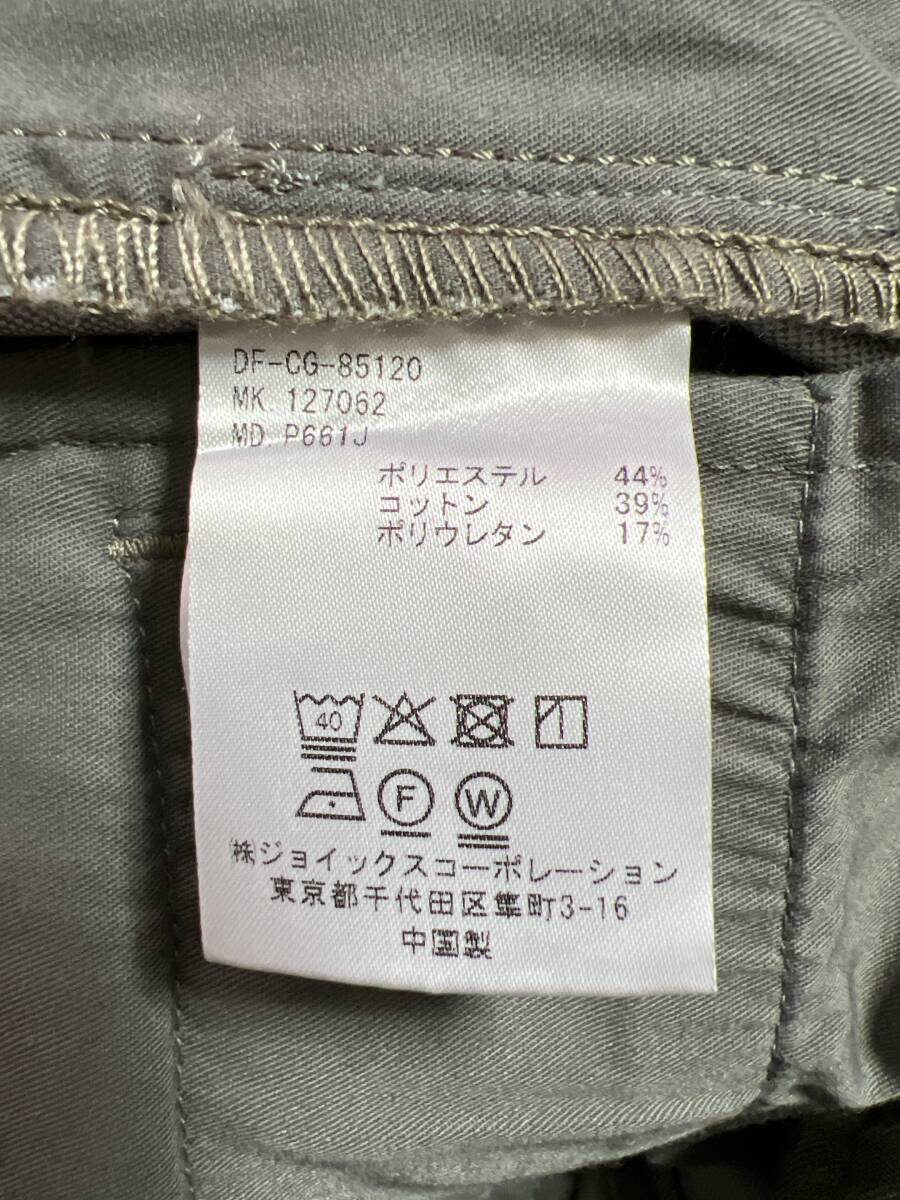 DF-CG-85120
MK. 127062
MD. P661J
ポリエステル 44%
コットン 39%
ポリウレタン 17%
40
F W
㈱ジョイックスコーポレーション
東京都千代田区隼町3-16
中国製